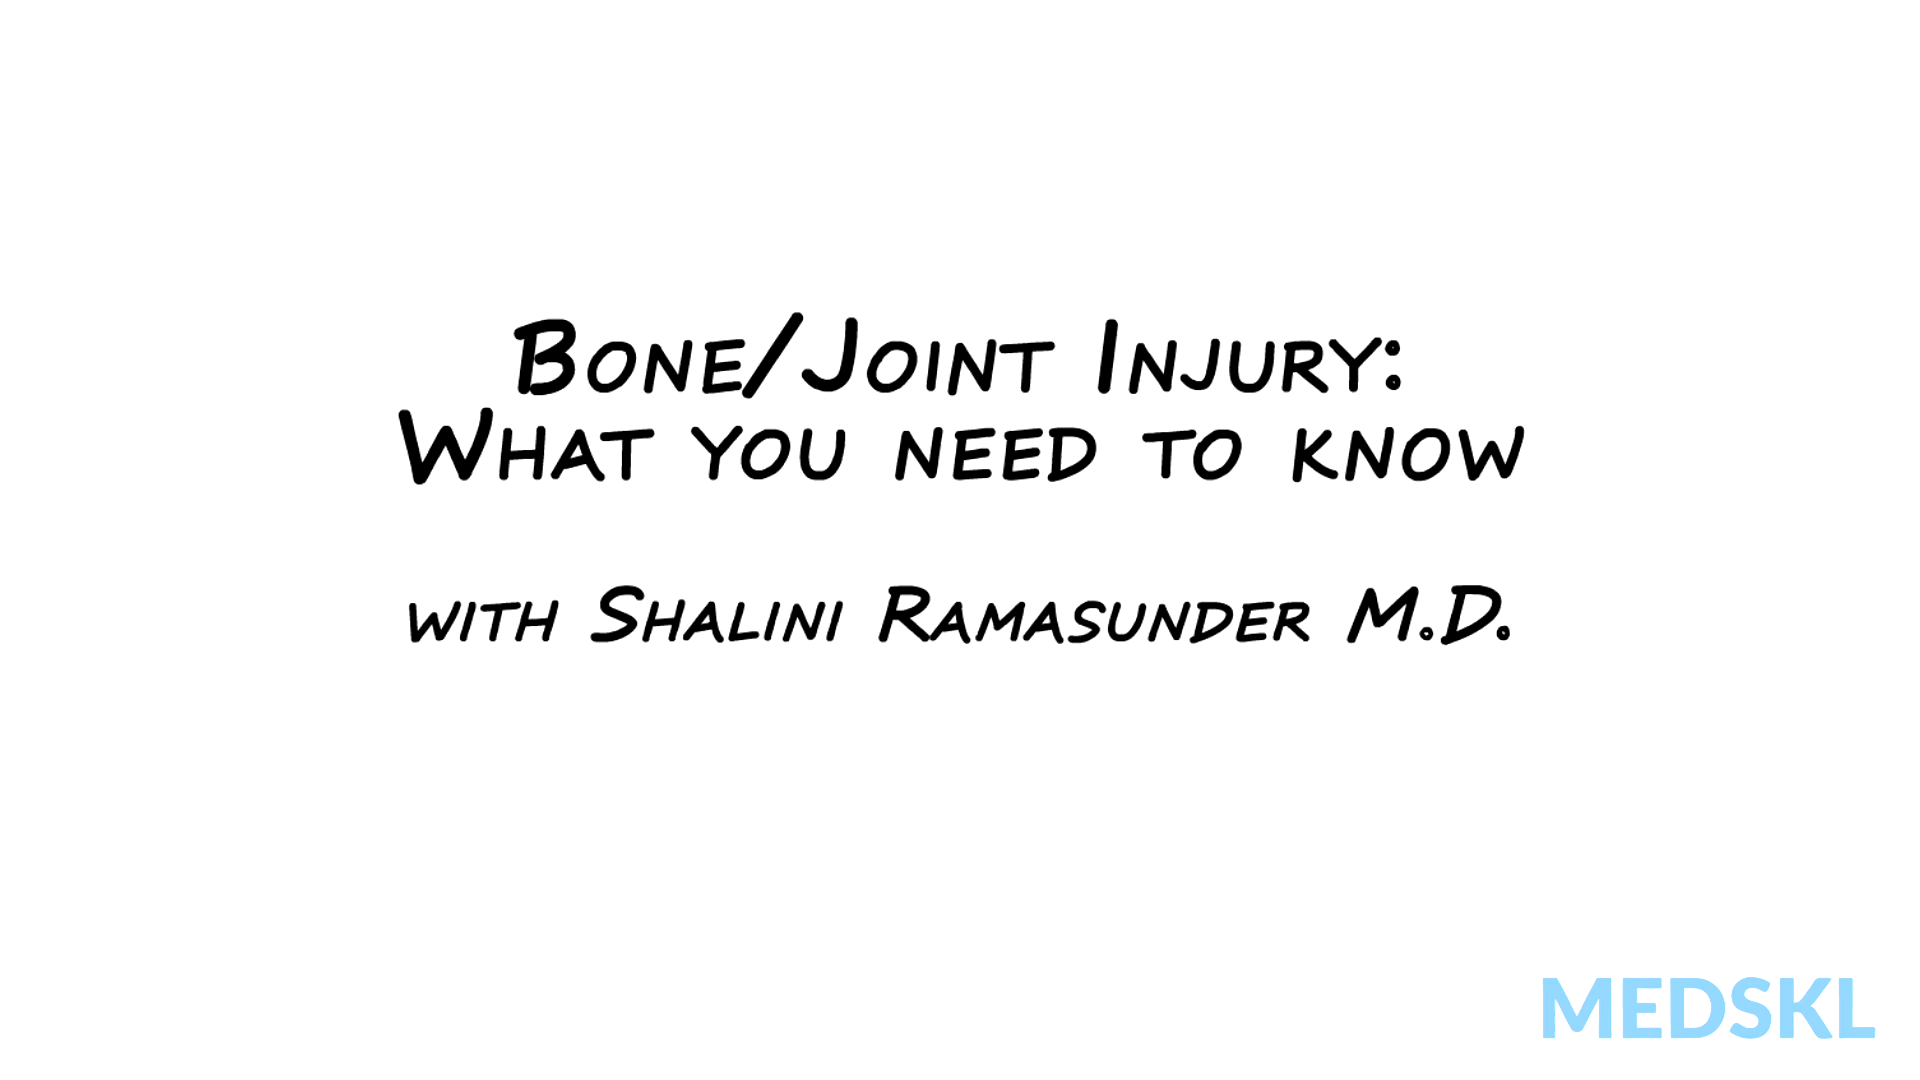 Bone/Joint Injury:
What you need to know
with Shalini Ramasunder M.D.
MEDSKL